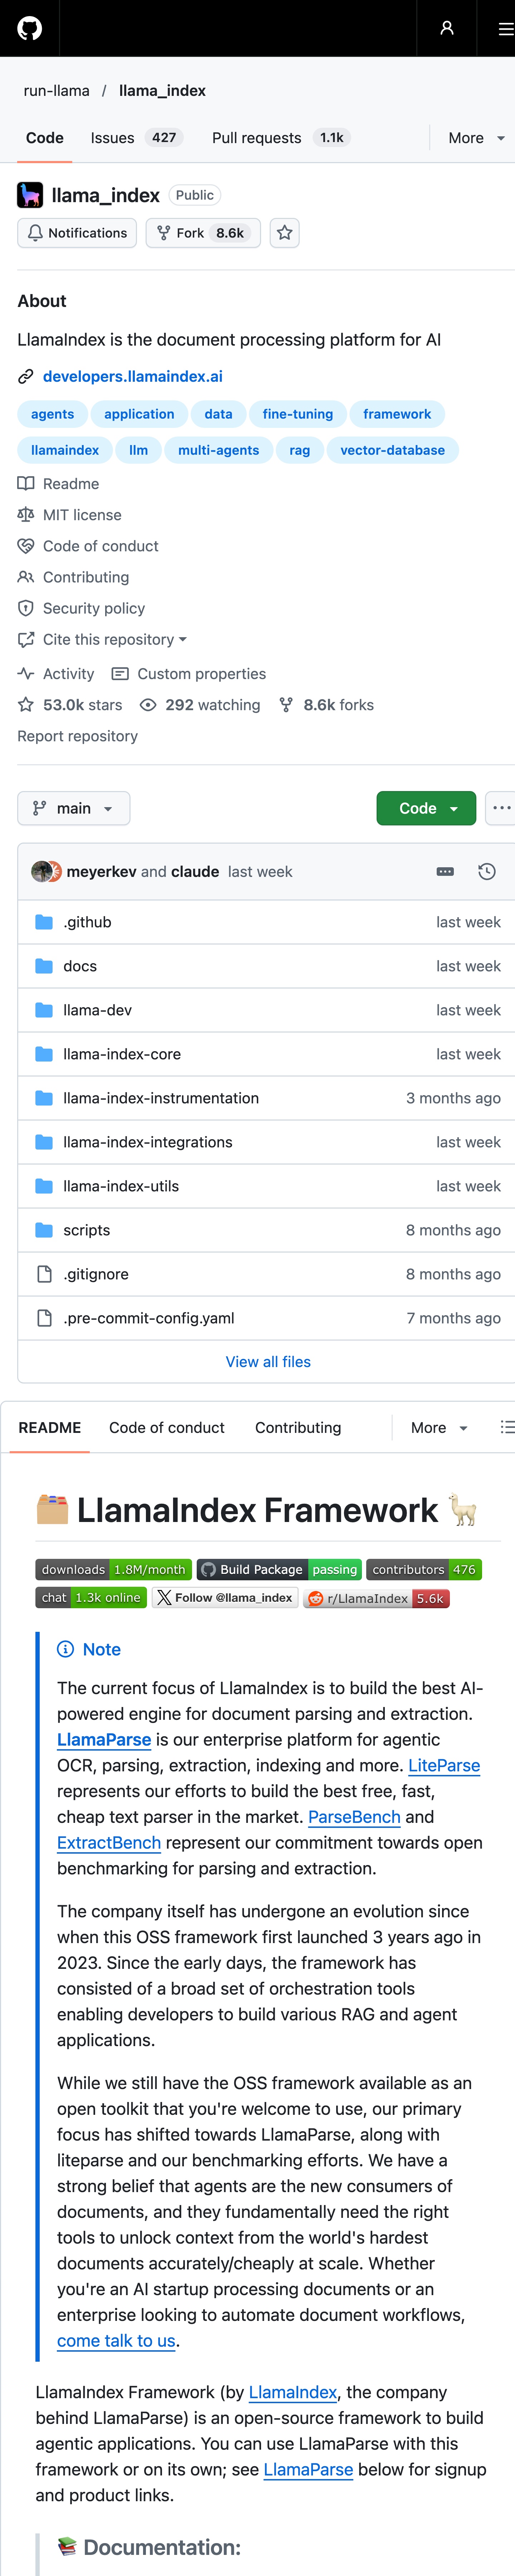 run-llama / llama_index
Code Issues 427 Pull requests 1.1k More
llama_index Public
Notifications Fork 8.6k
About
LlamaIndex is the document processing platform for AI
developers.llamaindex.ai
agents application data fine-tuning framework
llamaindex llm multi-agents rag vector-database
Readme
MIT license
Code of conduct
Contributing
Security policy
Cite this repository
Activity Custom properties
53.0k stars 292 watching 8.6k forks
Report repository
main Code
meyerkev and claude last week
.github last week
docs last week
llama-dev last week
llama-index-core last week
llama-index-instrumentation 3 months ago
llama-index-integrations last week
llama-index-utils last week
scripts 8 months ago
.gitignore 8 months ago
.pre-commit-config.yaml 7 months ago
View all files
README Code of conduct Contributing More
LlamaIndex Framework
downloads 1.8M/month Build Package passing contributors 476
chat 1.3k online Follow @llama_index r/LlamaIndex 5.6k
Note
The current focus of LlamaIndex is to build the best AI-
powered engine for document parsing and extraction.
LlamaParse is our enterprise platform for agentic
OCR, parsing, extraction, indexing and more. LiteParse
represents our efforts to build the best free, fast,
cheap text parser in the market. ParseBench and
ExtractBench represent our commitment towards open
benchmarking for parsing and extraction.
The company itself has undergone an evolution since
when this OSS framework first launched 3 years ago in
2023. Since the early days, the framework has
consisted of a broad set of orchestration tools
enabling developers to build various RAG and agent
applications.
While we still have the OSS framework available as an
open toolkit that you're welcome to use, our primary
focus has shifted towards LlamaParse, along with
liteparse and our benchmarking efforts. We have a
strong belief that agents are the new consumers of
documents, and they fundamentally need the right
tools to unlock context from the world's hardest
documents accurately/cheaply at scale. Whether
you're an AI startup processing documents or an
enterprise looking to automate document workflows,
come talk to us.
LlamaIndex Framework (by LlamaIndex, the company
behind LlamaParse) is an open-source framework to build
agentic applications. You can use LlamaParse with this
framework or on its own; see LlamaParse below for signup
and product links.
Documentation: